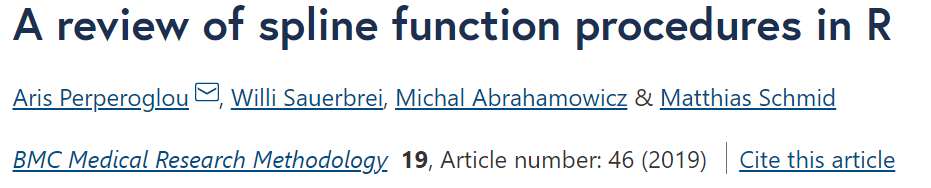 A review of spline function procedures in R
Aris Perperoglou, Willi Sauerbrei, Michal Abrahamowicz & Matthias Schmid
BMC Medical Research Methodology 19, Article number: 46 (2019) Cite this article